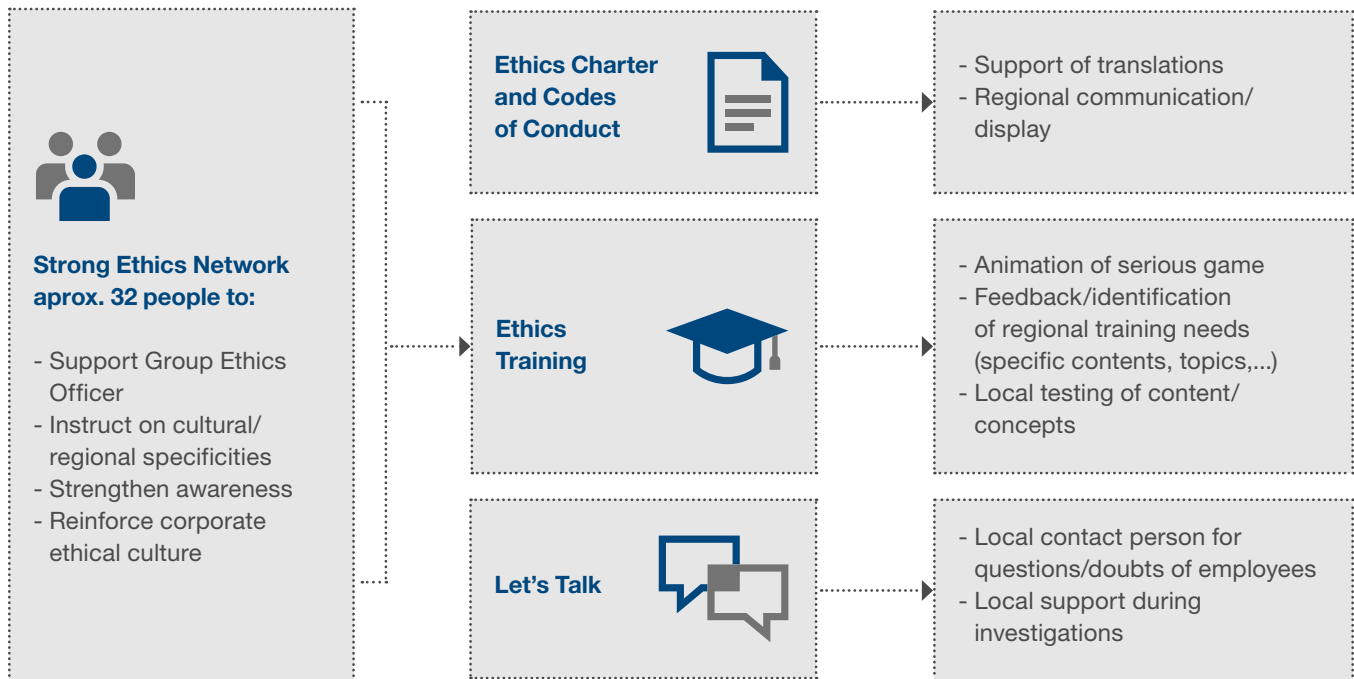 Strong Ethics Network
aprox. 32 people to:
- Support Group Ethics
Officer
- Instruct on cultural/
regional specificities
- Strengthen awareness
- Reinforce corporate
ethical culture
Ethics Charter
and Codes
of Conduct
- Support of translations
- Regional communication/
display
Ethics
Training
- Animation of serious game
- Feedback/identification
of regional training needs
(specific contents, topics,...)
- Local testing of content/
concepts
Let’s Talk
- Local contact person for
questions/doubts of employees
- Local support during
investigations